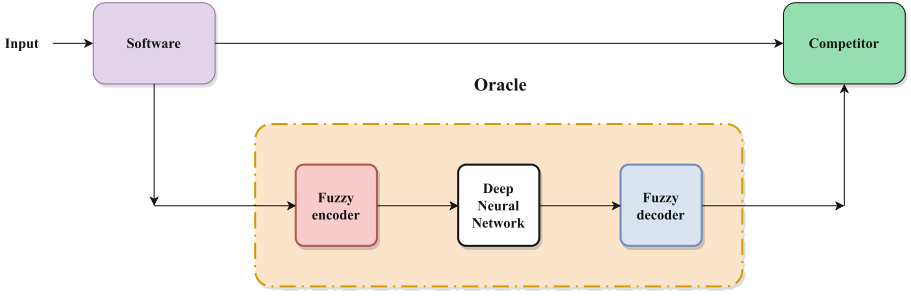 Input
Software
Competitor
Oracle
Fuzzy
encoder
Deep
Neural
Network
Fuzzy
decoder